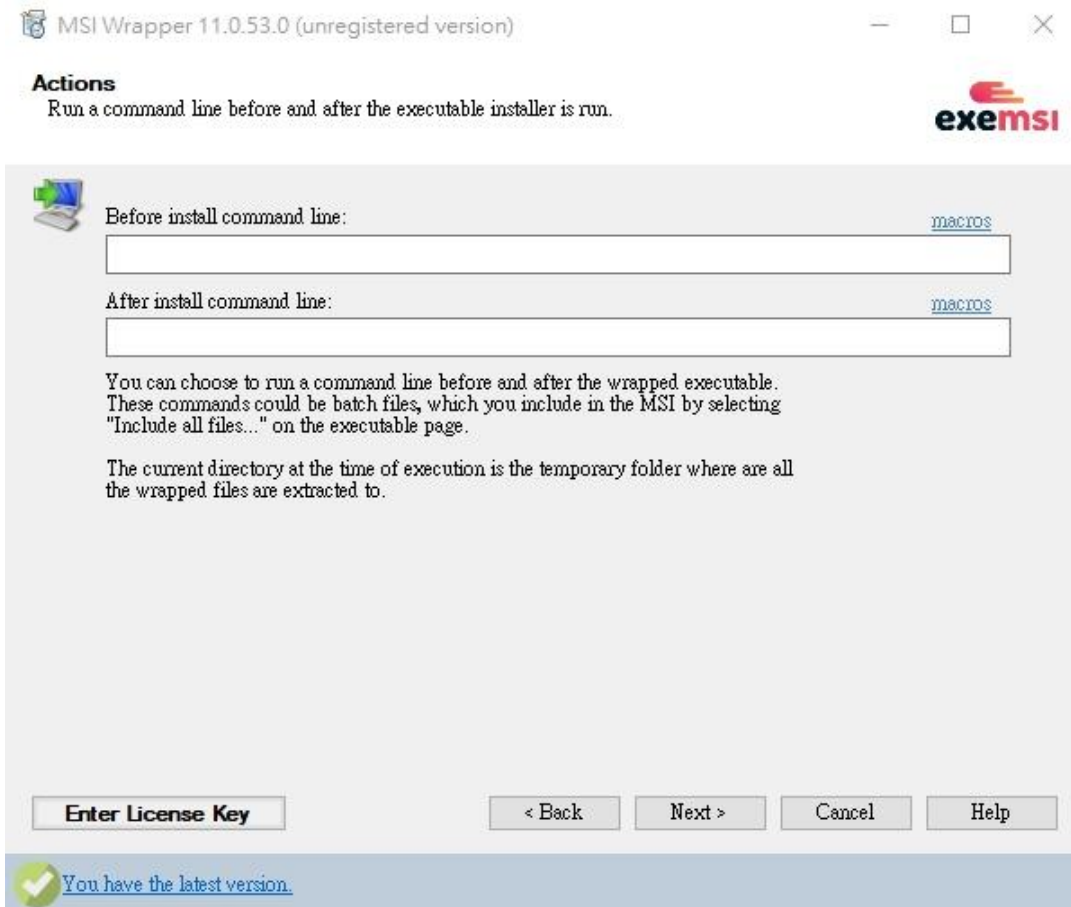 MSI Wrapper 11.0.53.0 (unregistered version)
Actions
Run a command line before and after the executable installer is run.
exemsi
Before install command line:
macros
After install command line:
macros
You can choose to run a command line before and after the wrapped executable.
These commands could be batch files, which you include in the MSI by selecting
"Include all files..." on the executable page.
The current directory at the time of execution is the temporary folder where are all
the wrapped files are extracted to.
Enter License Key
< Back
Next >
Cancel
Help
You have the latest version.